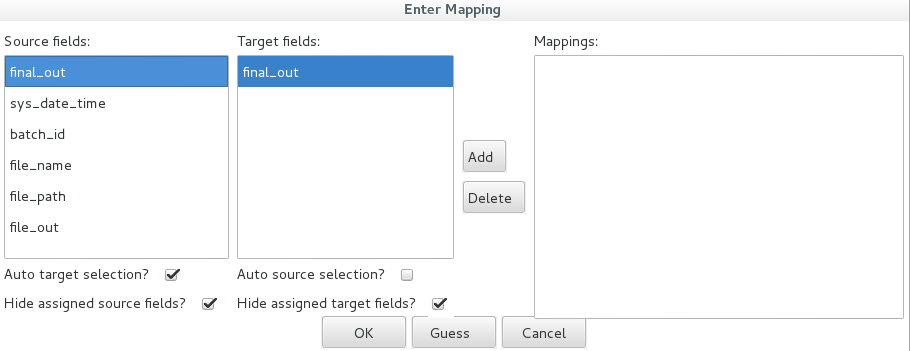 Enter Mapping
Source fields: Target fields: Mappings:
final_out final_out
sys_date_time
batch_id
file_name
Add
file_path
Delete
file_out
Auto target selection? Auto source selection?
Hide assigned source fields? Hide assigned target fields?
OK Guess Cancel